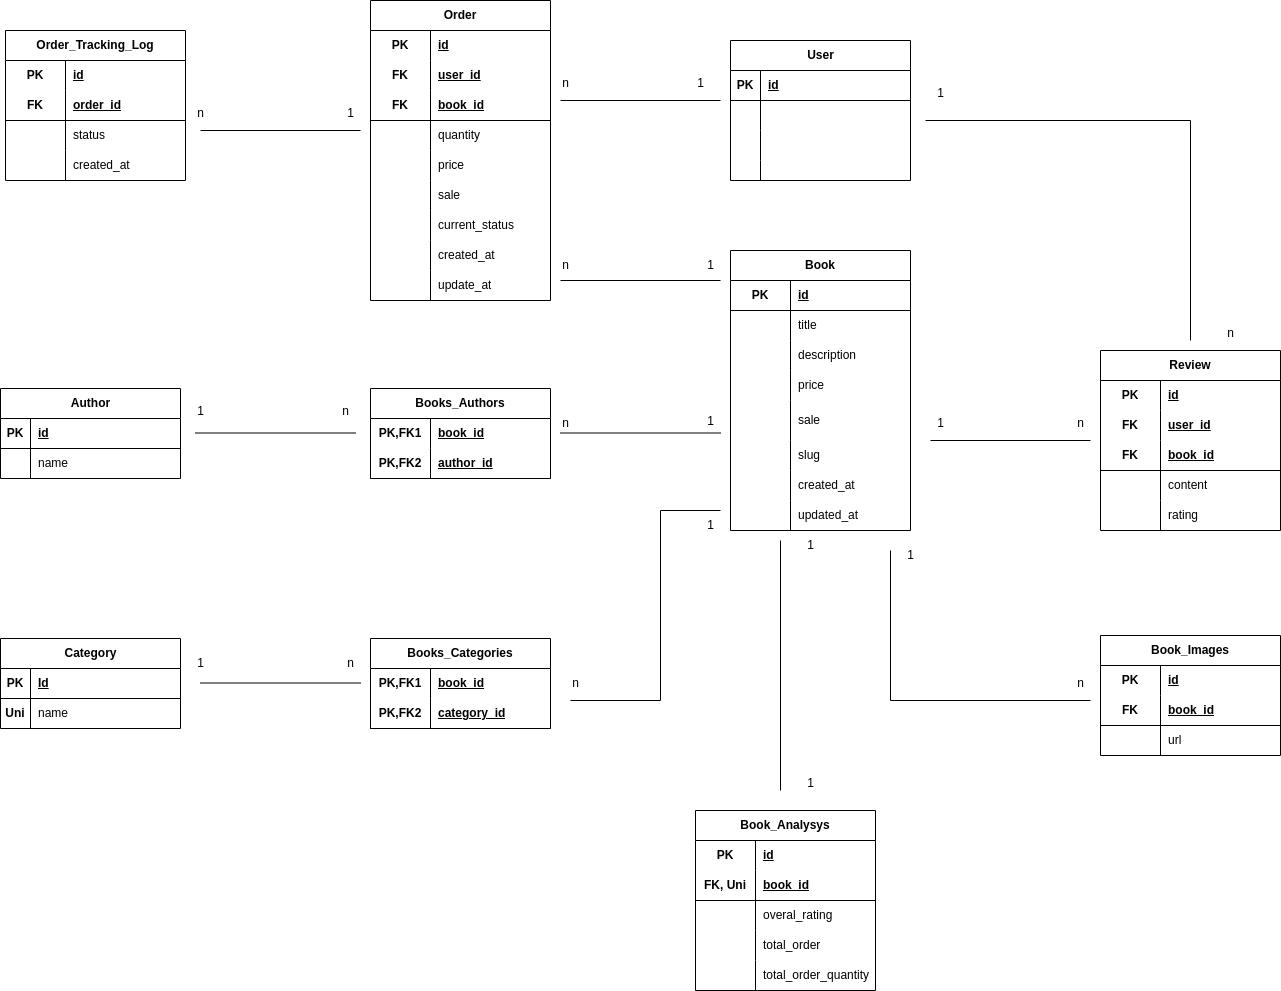 Order_Tracking_Log
PK id
FK order_id
status
created_at
n 1
Order
PK id
FK user_id
FK book_id
quantity
price
sale
current_status
created_at
update_at
n 1
User
PK id
1
n
n 1
Book
PK id
title
description
price
sale
slug
created_at
updated_at
1 n
Review
PK id
FK user_id
FK book_id
content
rating
Author
PK id
name
1 n
Books_Authors
PK,FK1 book_id
PK,FK2 author_id
n 1
Category
PK Id
Uni name
1 n
Books_Categories
PK,FK1 book_id
PK,FK2 category_id
n
1
1
1
1
n
Book_Images
PK id
FK book_id
url
Book_Analysys
PK id
FK, Uni book_id
overal_rating
total_order
total_order_quantity